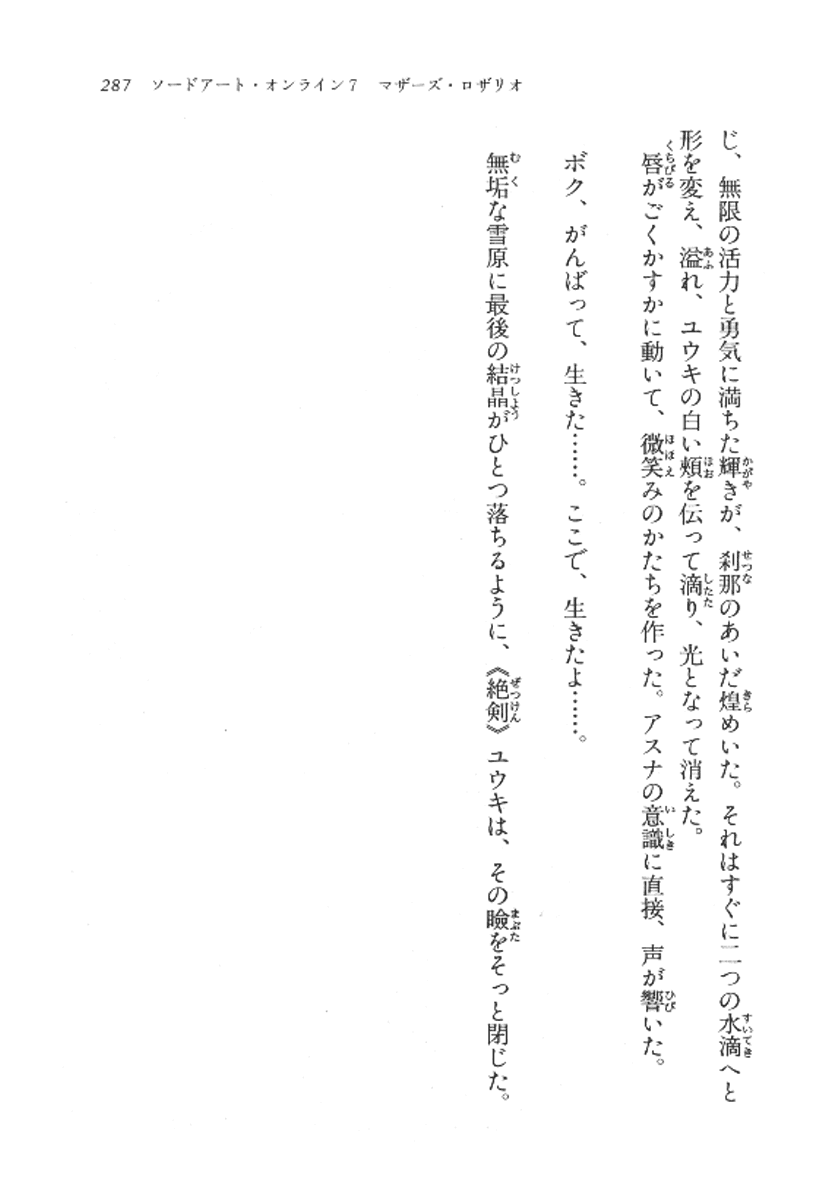 287 ソードアート・オンライン7 マザーズ・ロザリオ
じ、無限の活力と勇気に満ちた輝きが、刹那のあいだ煌めいた。それはすぐに二つの水滴へと
形を変え、溢れ、ユウキの白い頬を伝って滴り、光となって消えた。
唇がごくかすかに動いて、微笑みのかたちを作った。アスナの意識に直接、声が響いた。
ボク、がんばって、生きた……。ここで、生きたよ……。
無垢な雪原に最後の結晶がひとつ落ちるように、《絶剣》ユウキは、その瞼をそっと閉じた。